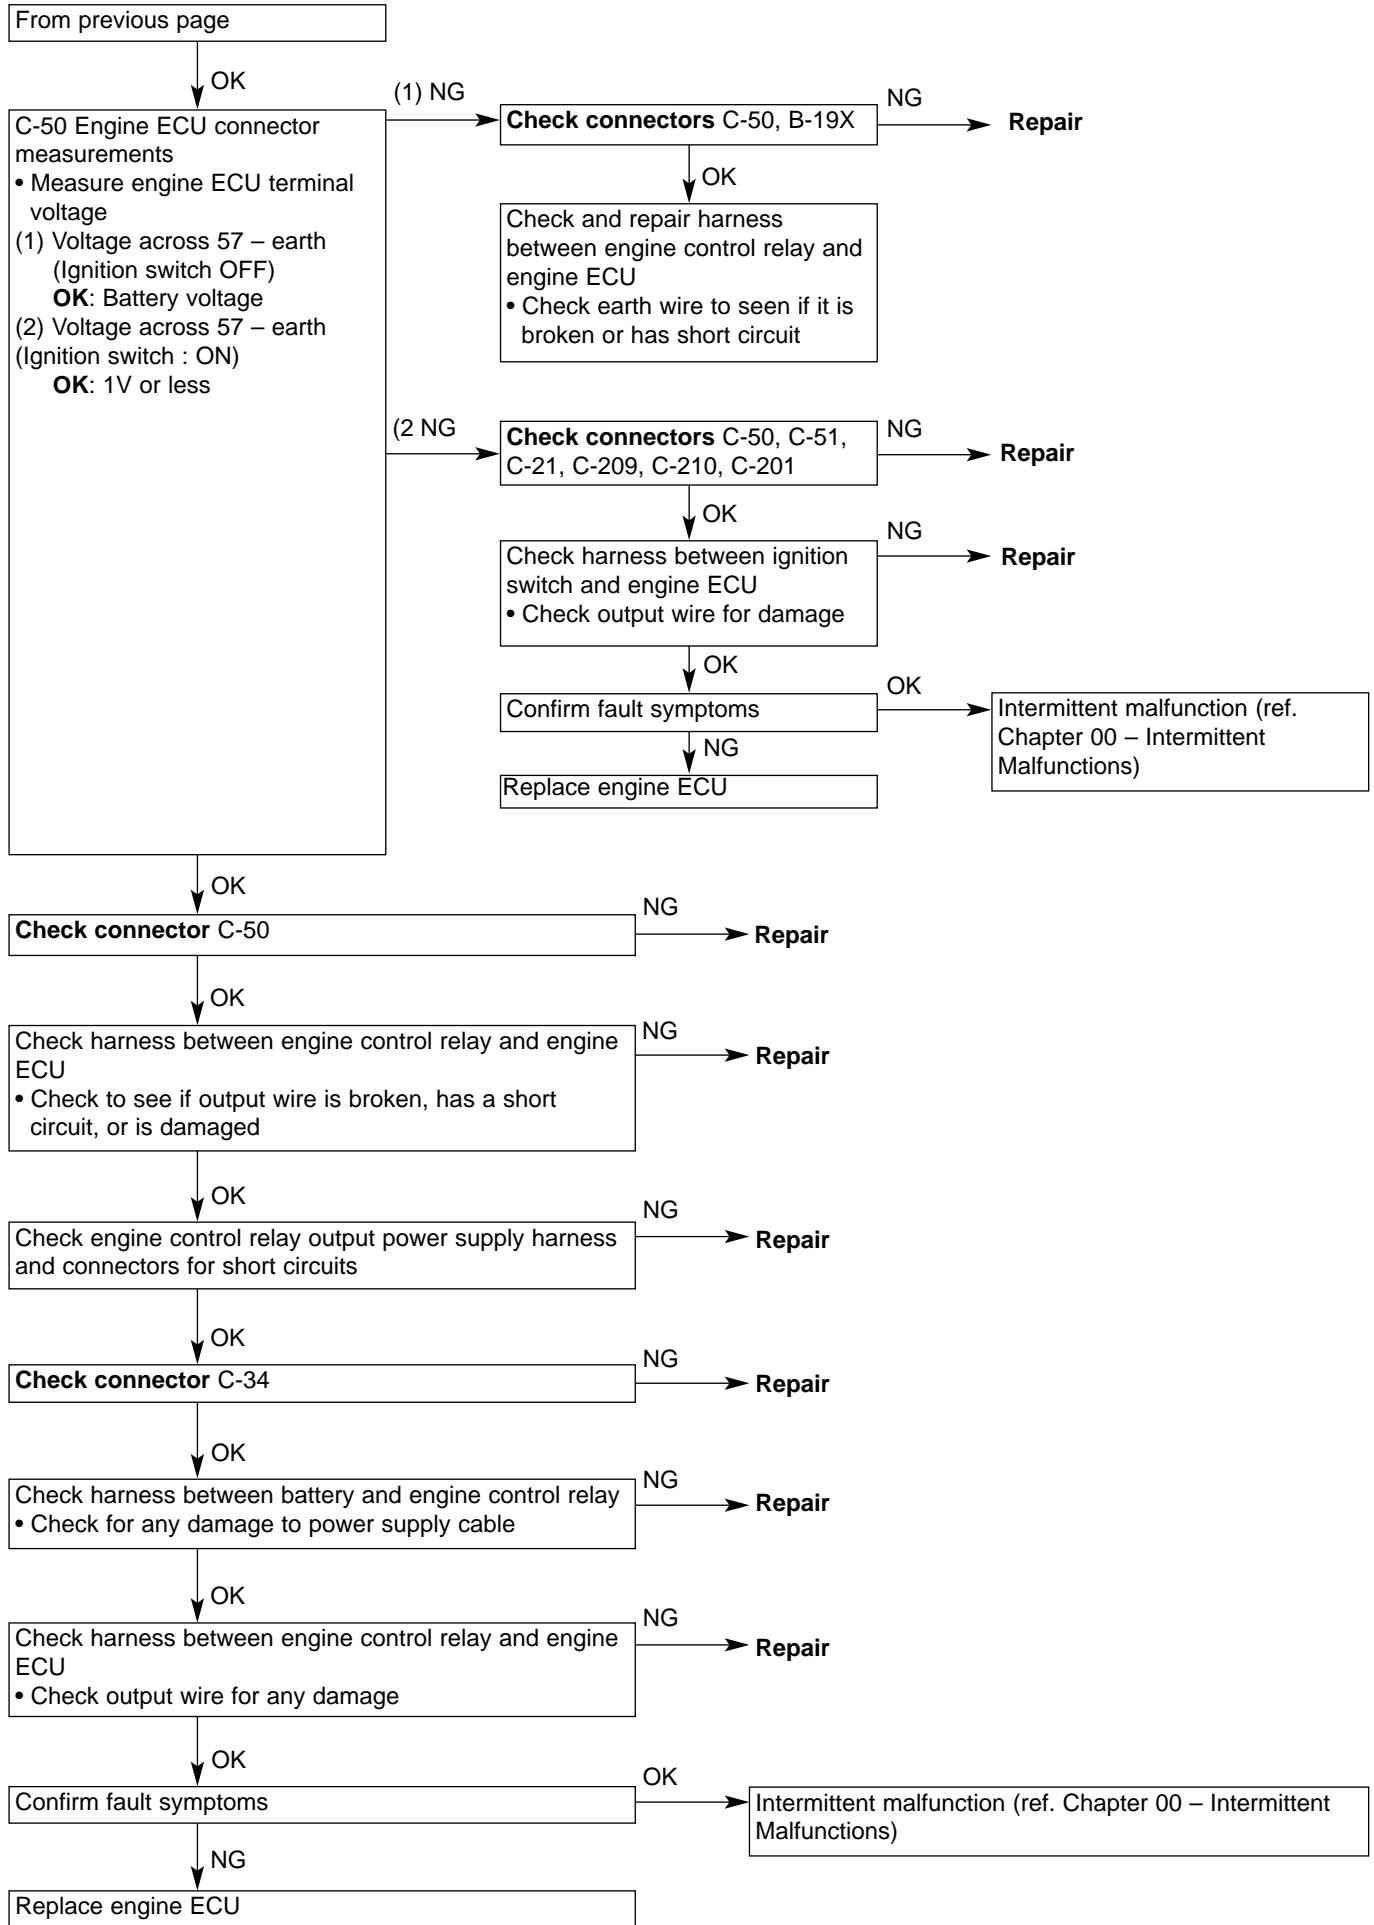 From previous page
OK
C-50 Engine ECU connector
measurements
• Measure engine ECU terminal
voltage
(1) Voltage across 57 – earth
(Ignition switch OFF)
OK: Battery voltage
(2) Voltage across 57 – earth
(Ignition switch : ON)
OK: 1V or less
(1) NG
Check connectors C-50, B-19X
NG
Repair
OK
Check and repair harness
between engine control relay and
engine ECU
• Check earth wire to seen if it is
broken or has short circuit
(2 NG
Check connectors C-50, C-51,
C-21, C-209, C-210, C-201
NG
Repair
OK
Check harness between ignition
switch and engine ECU
• Check output wire for damage
NG
Repair
OK
Confirm fault symptoms
OK
Intermittent malfunction (ref.
Chapter 00 – Intermittent
Malfunctions)
NG
Replace engine ECU
OK
Check connector C-50
NG
Repair
OK
Check harness between engine control relay and engine
ECU
• Check to see if output wire is broken, has a short
circuit, or is damaged
NG
Repair
OK
Check engine control relay output power supply harness
and connectors for short circuits
NG
Repair
OK
Check connector C-34
NG
Repair
OK
Check harness between battery and engine control relay
• Check for any damage to power supply cable
NG
Repair
OK
Check harness between engine control relay and engine
ECU
• Check output wire for any damage
NG
Repair
OK
Confirm fault symptoms
OK
Intermittent malfunction (ref. Chapter 00 – Intermittent
Malfunctions)
NG
Replace engine ECU